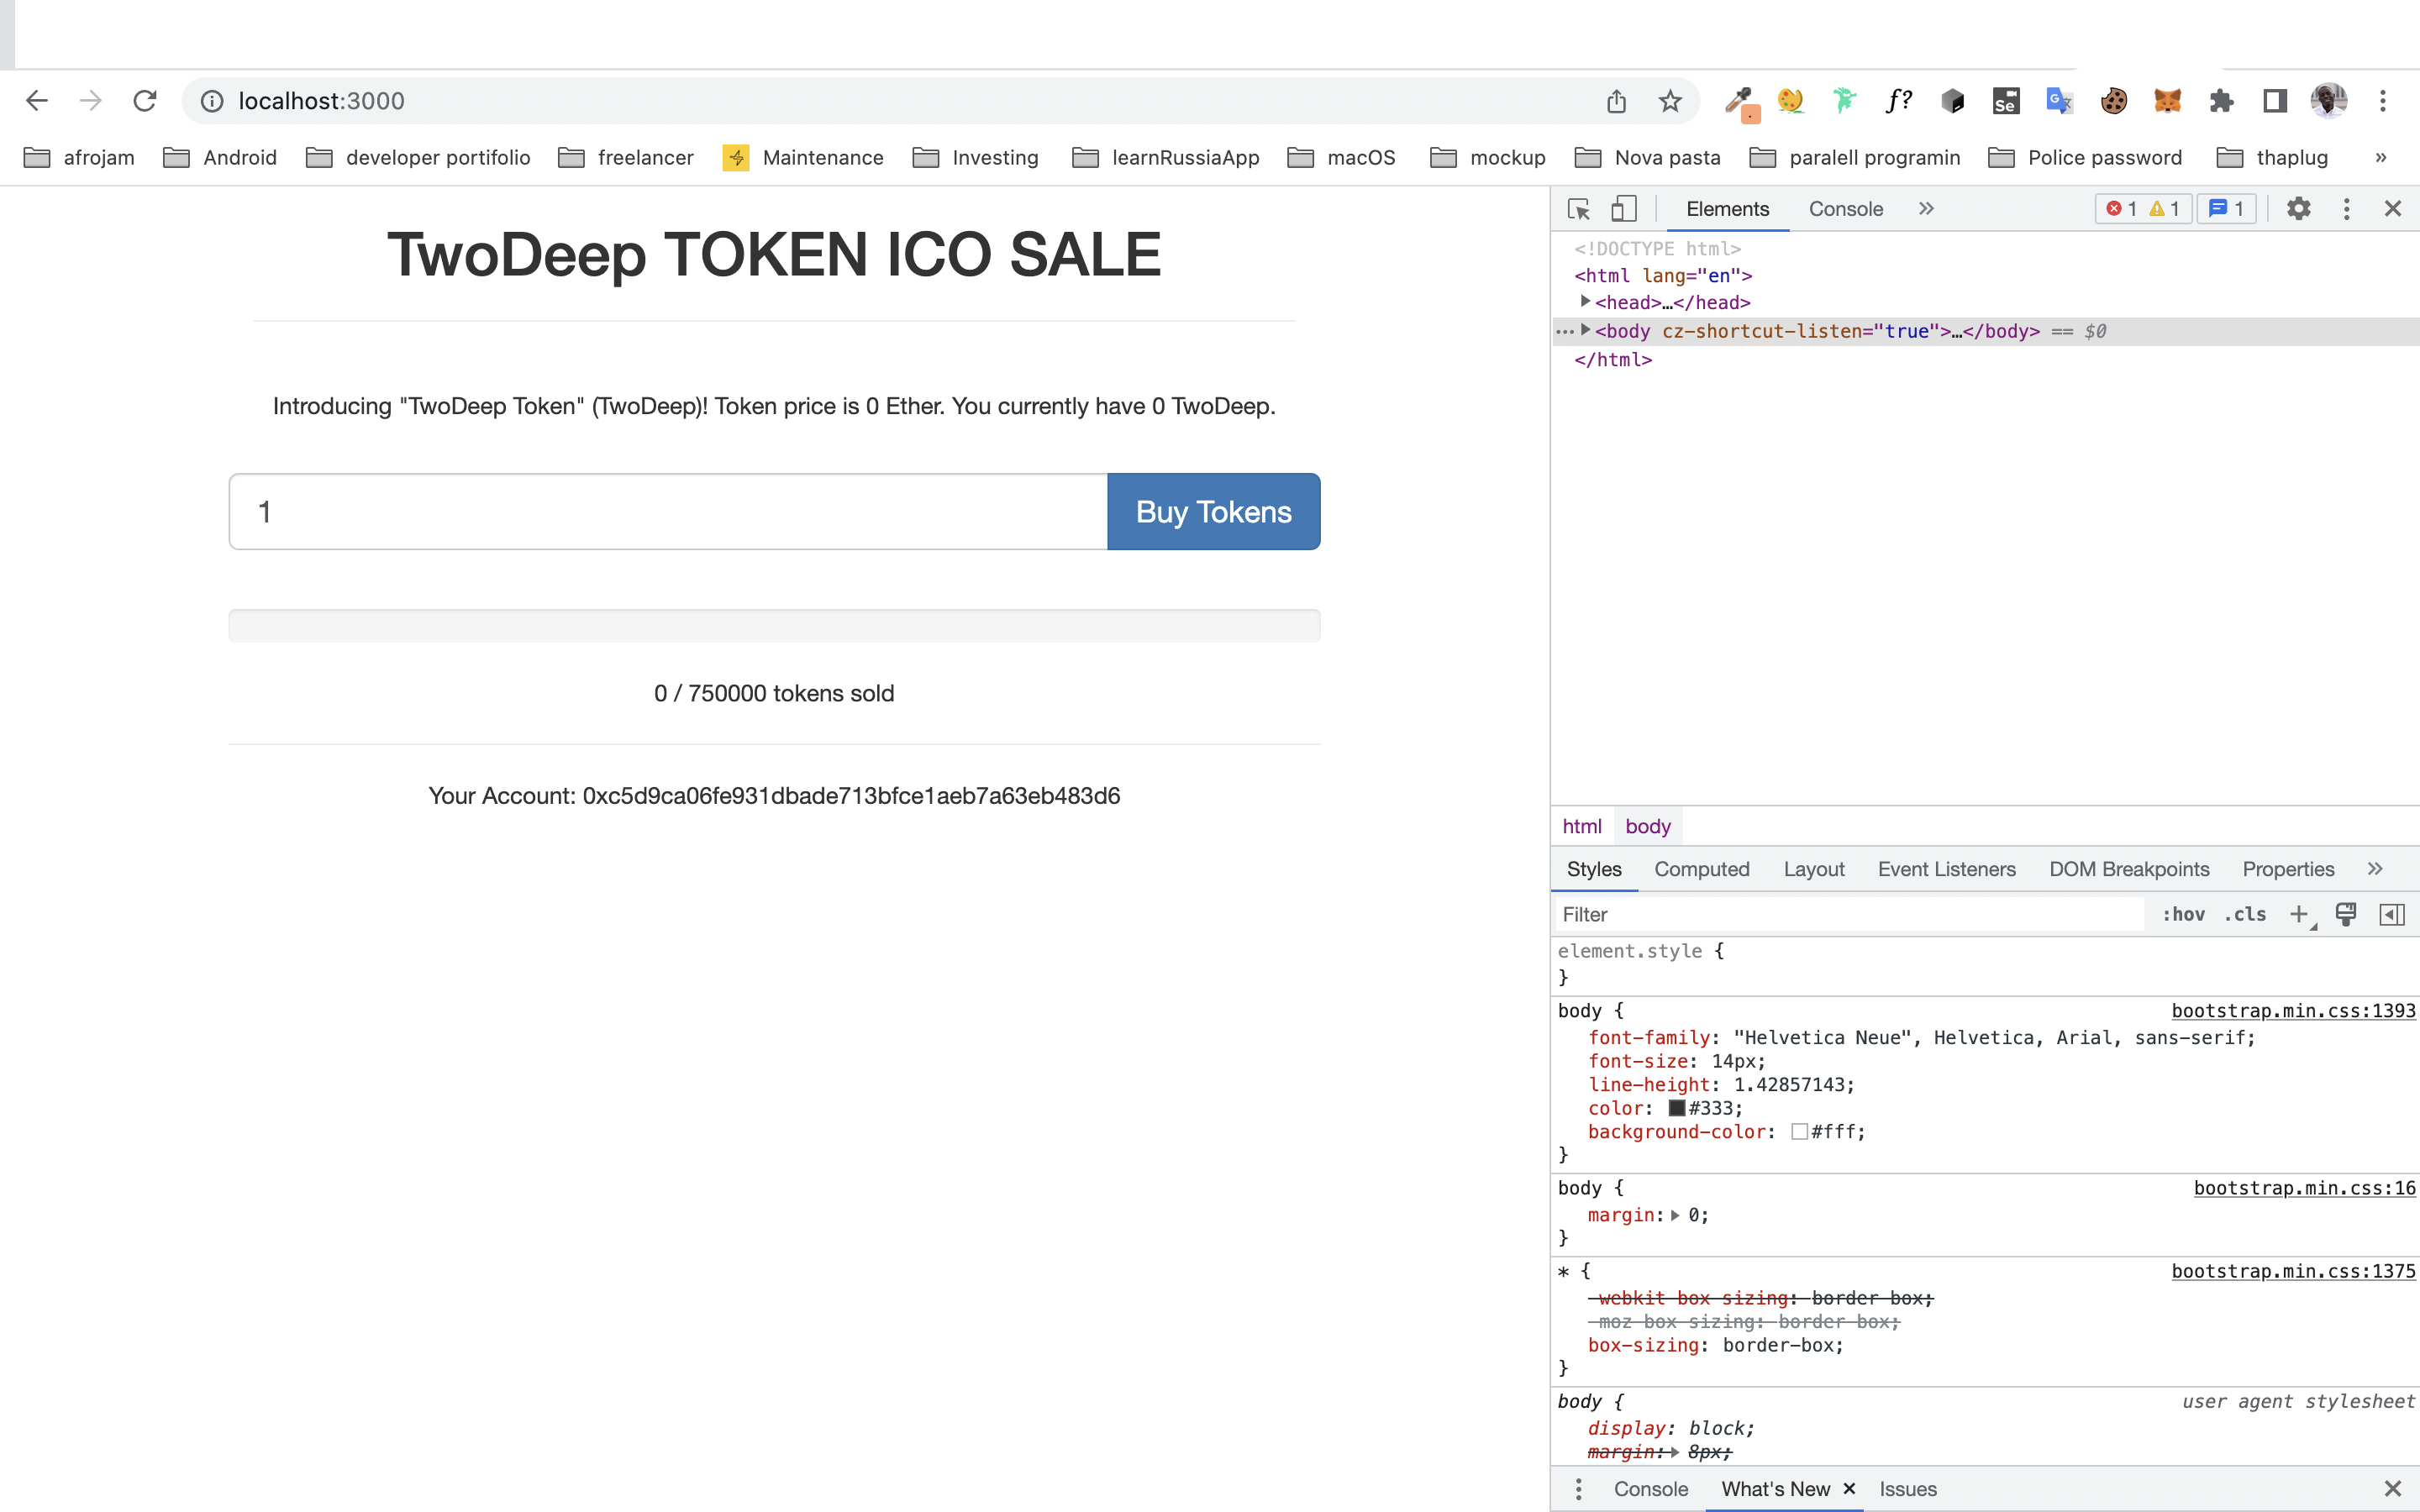 localhost:3000
afrojam Android developer portifolio freelancer Maintenance Investing learnRussiaApp macOS mockup Nova pasta paralell programin Police password thaplug »
TwoDeep TOKEN ICO SALE
Introducing "TwoDeep Token" (TwoDeep)! Token price is 0 Ether. You currently have 0 TwoDeep.
1 Buy Tokens
0 / 750000 tokens sold
Your Account: 0xc5d9ca06fe931dbade713bfce1aeb7a63eb483d6
Elements Console » 1 1 1
<!DOCTYPE html>
<html lang="en">
<head>…</head>
<body cz-shortcut-listen="true">…</body> == $0
</html>
html body
Styles Computed Layout Event Listeners DOM Breakpoints Properties »
Filter :hov .cls +
element.style {
}
body { bootstrap.min.css:1393
font-family: "Helvetica Neue", Helvetica, Arial, sans-serif;
font-size: 14px;
line-height: 1.42857143;
color: #333;
background-color: #fff;
}
body { bootstrap.min.css:16
margin: 0;
}
* { bootstrap.min.css:1375
-webkit-box-sizing: border-box;
-moz-box-sizing: border-box;
box-sizing: border-box;
}
body { user agent stylesheet
display: block;
margin: 8px;
Console What's New × Issues